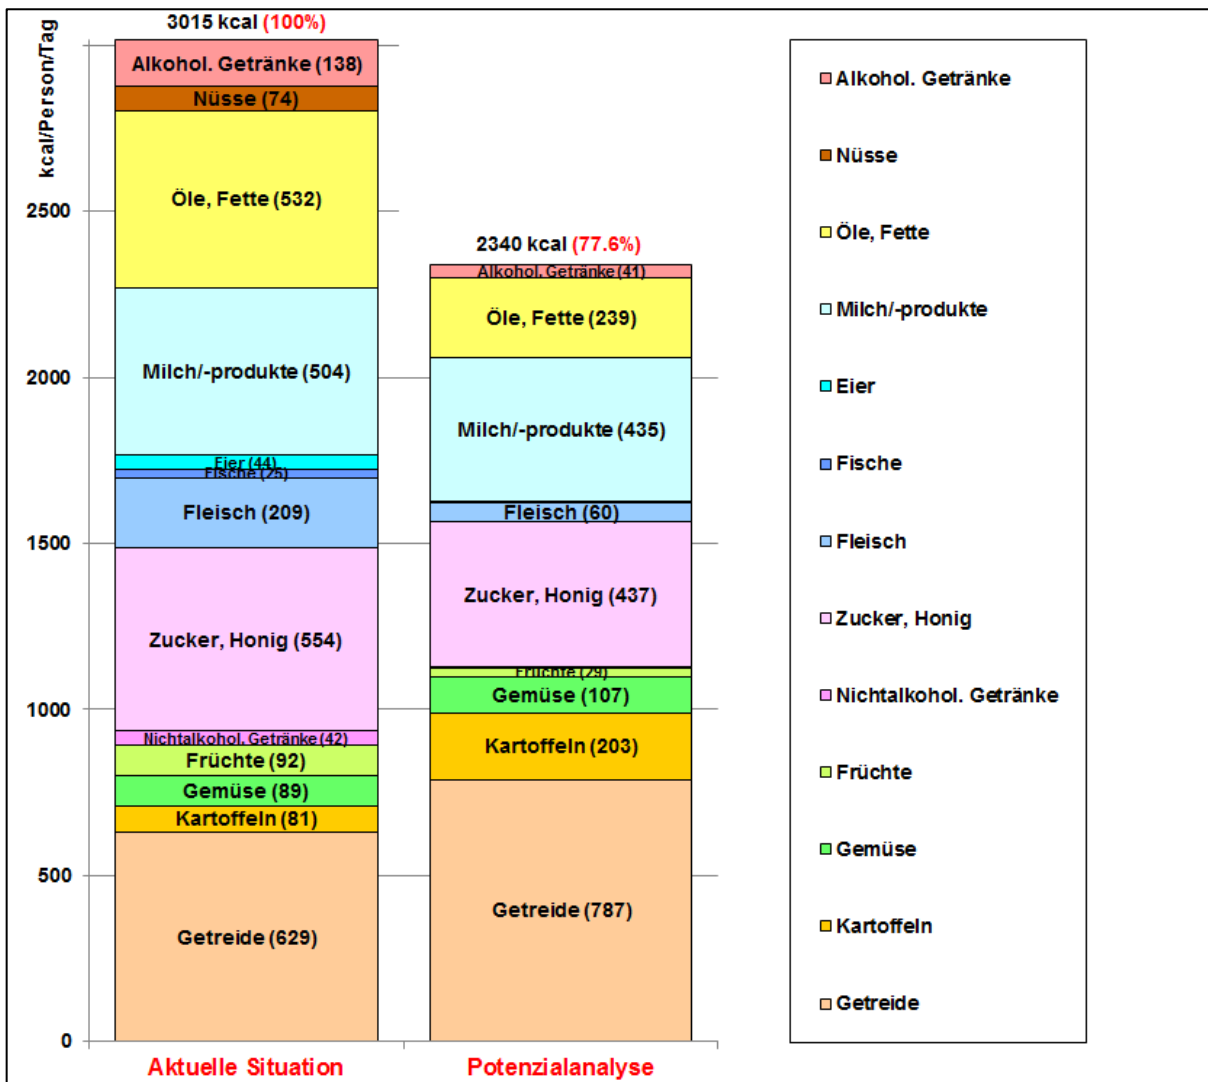 kcal/Person/Tag
3015 kcal (100%)
Alkohol. Getränke (138)
Nüsse (74)
Öle, Fette (532)
Milch/-produkte (504)
Eier (44)
Fische (25)
Fleisch (209)
Zucker, Honig (554)
Nichtalkohol. Getränke (42)
Früchte (92)
Gemüse (89)
Kartoffeln (81)
Getreide (629)
2340 kcal (77.6%)
Alkohol. Getränke (41)
Öle, Fette (239)
Milch/-produkte (435)
Fleisch (60)
Zucker, Honig (437)
Früchte (29)
Gemüse (107)
Kartoffeln (203)
Getreide (787)
2500
2000
1500
1000
500
0
Aktuelle Situation
Potenzialanalyse
Alkohol. Getränke
Nüsse
Öle, Fette
Milch/-produkte
Eier
Fische
Fleisch
Zucker, Honig
Nichtalkohol. Getränke
Früchte
Gemüse
Kartoffeln
Getreide